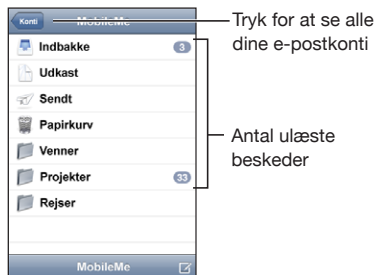 Konti
MobileMe
Tryk for at se alle
dine e-postkonti
Indbakke 3
Udkast
Sendt
Papirkurv
Antal ulæste
beskeder
Venner
Projekter 33
Rejser
MobileMe